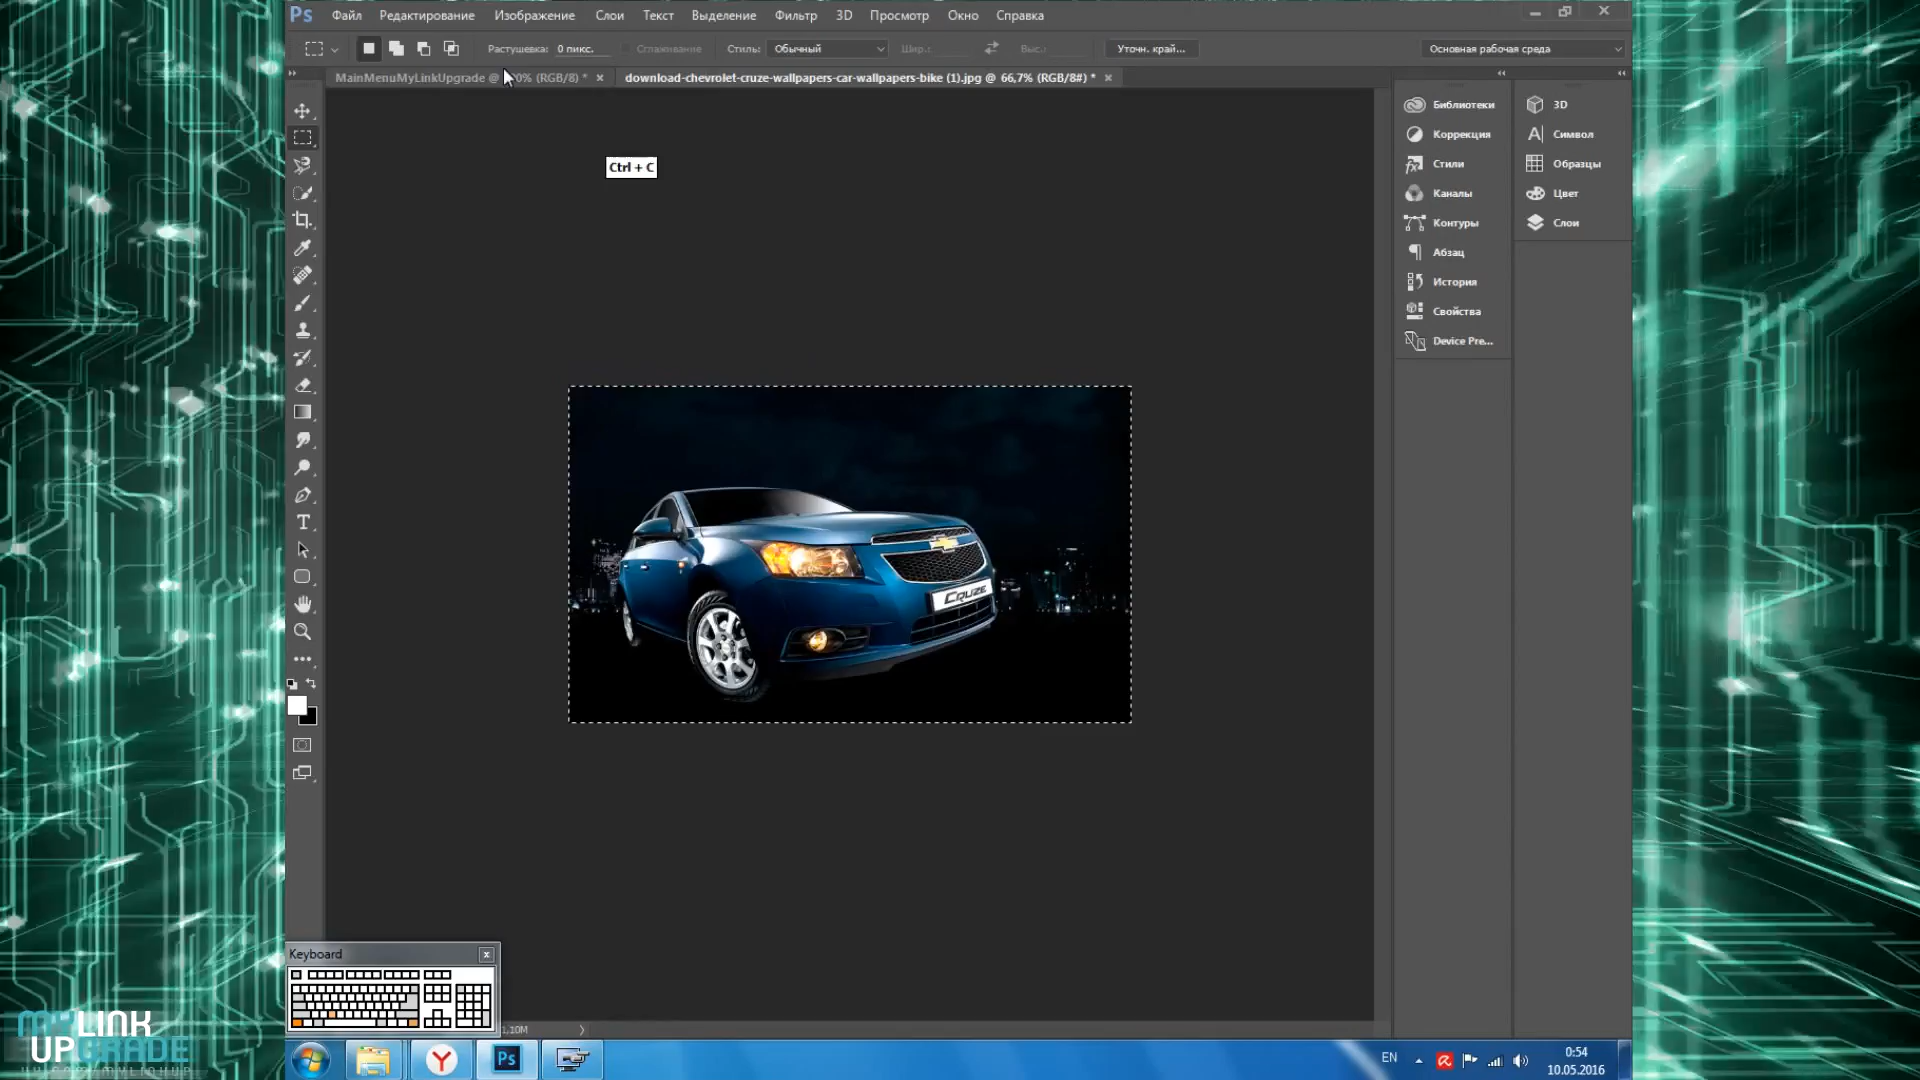 Ps Файл Редактирование Изображение Слои Текст Выделение Фильтр 3D Просмотр Окно Справка
Растушевка: 0 пикс. Сглаживание Стиль: Обычный Шир.: Выс.: Уточн. край... Основная рабочая среда
MainMenuMyLinkUpgrade @ 0% (RGB/8) * × download-chevrolet-cruze-wallpapers-car-wallpapers-bike (1).jpg @ 66,7% (RGB/8#) * ×
Библиотеки
Коррекция
Стили
Каналы
Контуры
Абзац
История
Свойства
Device Pre...
3D
Символ
Образцы
Цвет
Слои
Ctrl + C
CRUZE
Keyboard
1,10M
MYLINK
UPGRADE
Ps
EN
0:54
10.05.2016